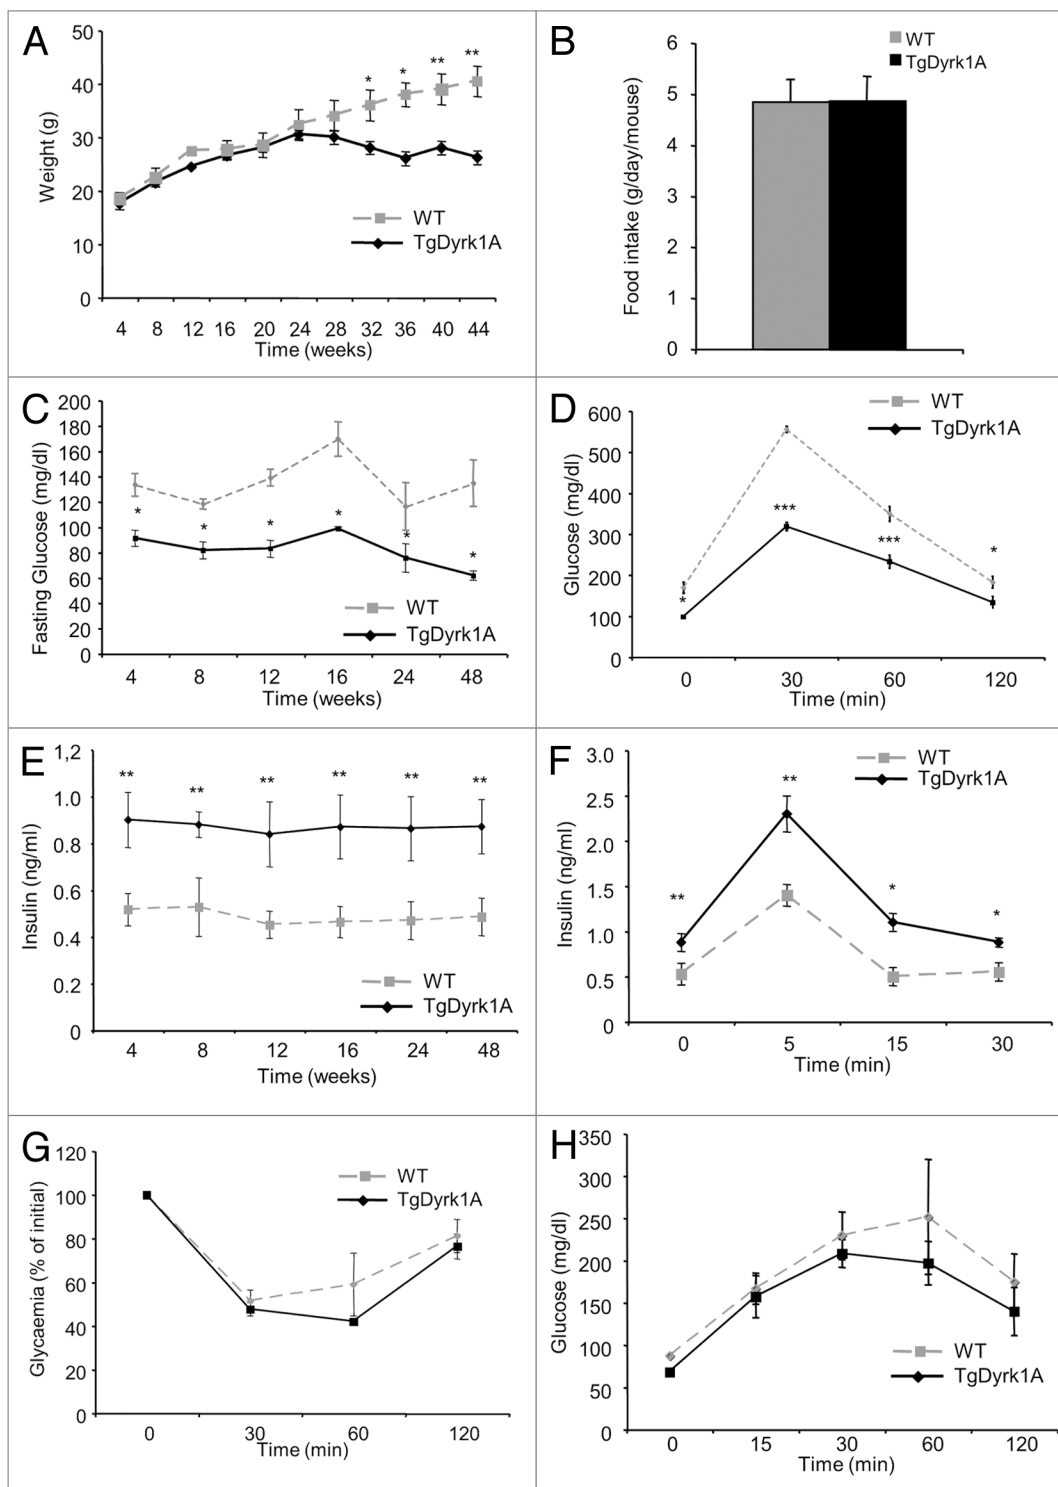 A
50
40
30
20
10
0
Weight (g)
* * ** **
WT
TgDyrk1A
4 8 12 16 20 24 28 32 36 40 44
Time (weeks)
B
6
5
4
3
2
1
0
Food intake (g/day/mouse)
WT
TgDyrk1A
C
200
180
160
140
120
100
80
60
40
20
0
Fasting Glucose (mg/dl)
* * * * * *
WT
TgDyrk1A
4 8 12 16 24 48
Time (weeks)
D
600
500
400
300
200
100
0
Glucose (mg/dl)
WT
TgDyrk1A
* *** *** *
0 30 60 120
Time (min)
E
1,2
1.0
0.8
0.6
0.4
0.2
0
Insulin (ng/ml)
** ** ** ** ** **
WT
TgDyrk1A
4 8 12 16 24 48
Time (weeks)
F
3.0
2.5
2.0
1.5
1.0
0.5
0
Insulin (ng/ml)
WT
TgDyrk1A
** ** * *
0 5 15 30
Time (min)
G
120
100
80
60
40
20
0
Glycaemia (% of initial)
WT
TgDyrk1A
0 30 60 120
Time (min)
H
350
300
250
200
150
100
50
0
Glucose (mg/dl)
WT
TgDyrk1A
0 15 30 60 120
Time (min)